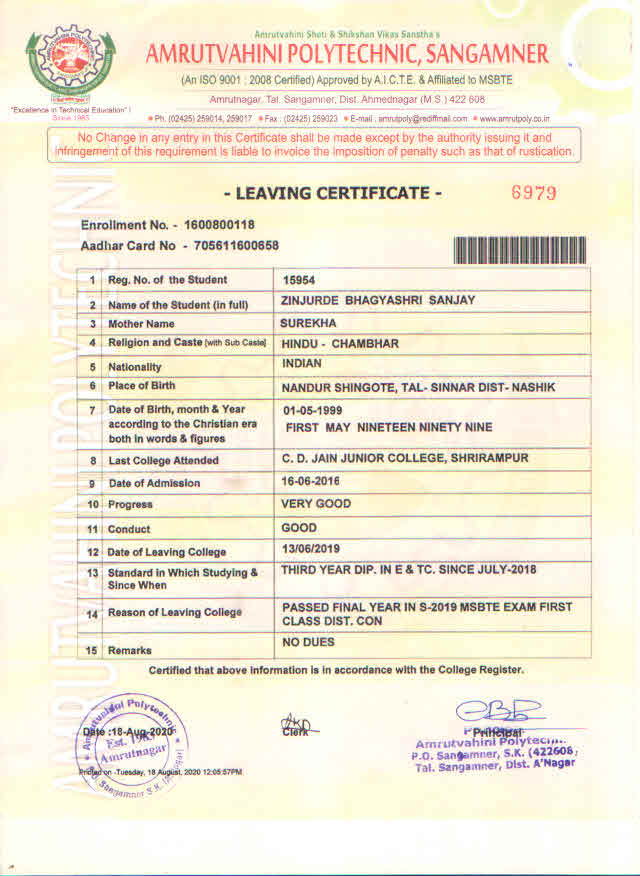 Amrutvahini Sheti & Shikshan Vikas Sanstha's
AMRUTVAHINI POLYTECHNIC, SANGAMNER
(An ISO 9001 : 2008 Certified) Approved by A.I.C.T.E. & Affiliated to MSBTE
Amrutnagar, Tal. Sangamner, Dist. Ahmednagar (M.S.) 422 608
"Excellence in Technical Education" !
Since 1983
Ph. (02425) 259014, 259017 Fax : (02425) 259023 E-mail : amrutpoly@rediffmail.com www.amrutpoly.co.in
No Change in any entry in this Certificate shall be made except by the authority issuing it and
infringement of this requirement is liable to invoice the imposition of penalty such as that of rustication.
- LEAVING CERTIFICATE - 6979
Enrollment No. - 1600800118
Aadhar Card No - 705611600658
1 Reg. No. of the Student 15954
2 Name of the Student (in full) ZINJURDE BHAGYASHRI SANJAY
3 Mother Name SUREKHA
4 Religion and Caste [with Sub Caste] HINDU - CHAMBHAR
5 Nationality INDIAN
6 Place of Birth NANDUR SHINGOTE, TAL- SINNAR DIST- NASHIK
7 Date of Birth, month & Year 01-05-1999
according to the Christian era FIRST MAY NINETEEN NINETY NINE
both in words & figures
8 Last College Attended C. D. JAIN JUNIOR COLLEGE, SHRIRAMPUR
9 Date of Admission 16-06-2016
10 Progress VERY GOOD
11 Conduct GOOD
12 Date of Leaving College 13/06/2019
13 Standard in Which Studying & THIRD YEAR DIP. IN E & TC. SINCE JULY-2018
Since When
14 Reason of Leaving College PASSED FINAL YEAR IN S-2019 MSBTE EXAM FIRST
CLASS DIST. CON
15 Remarks NO DUES
Certified that above Information is in accordance with the College Register.
AMRUTVAHINI POLYTECHNIC
Amrutvahini Polytechnic
Date :18-Aug-2020
Est. 1983
Amrutnagar
Sangamner S.K.
Clerk
Principal
Amrutvahini Polytechnic
P.O. Sangamner, S.K. (422608)
Tal. Sangamner, Dist. A'Nagar
Printed on -Tuesday, 18 August, 2020 12:05:57PM